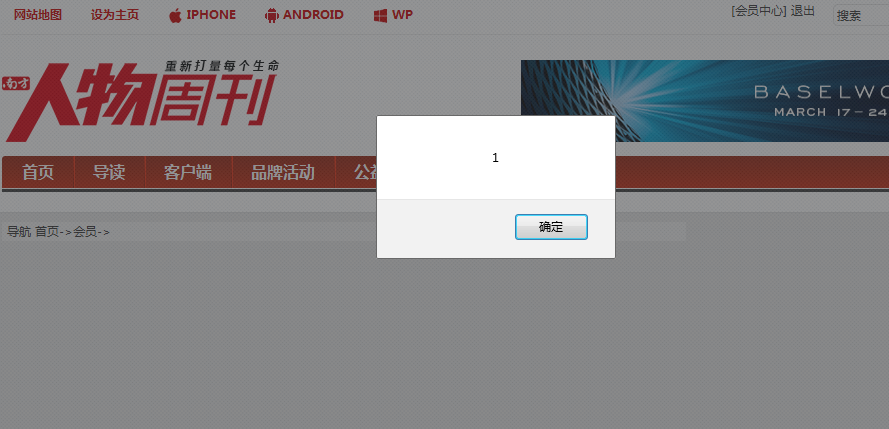 网站地图 设为主页 IPHONE ANDROID WP [会员中心] 退出 搜索
重新打量每个生命
南方 人物周刊
BASELWO
MARCH 17-24
首页 导读 客户端 品牌活动 公益
导航 首页->会员->
1
确定